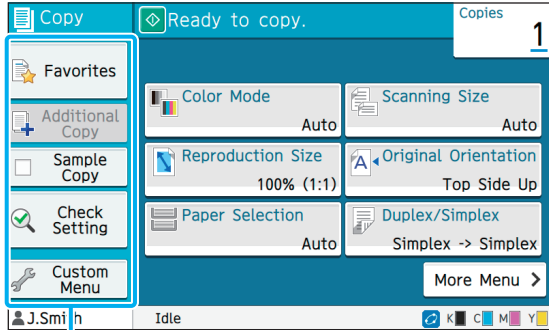 Copy
Ready to copy.
Copies
1
Favorites
Additional
Copy
Sample
Copy
Check
Setting
Custom
Menu
Color Mode
Auto
Scanning Size
Auto
Reproduction Size
100% (1:1)
Original Orientation
Top Side Up
Paper Selection
Auto
Duplex/Simplex
Simplex -> Simplex
More Menu >
J.Smith
Idle
K C M Y